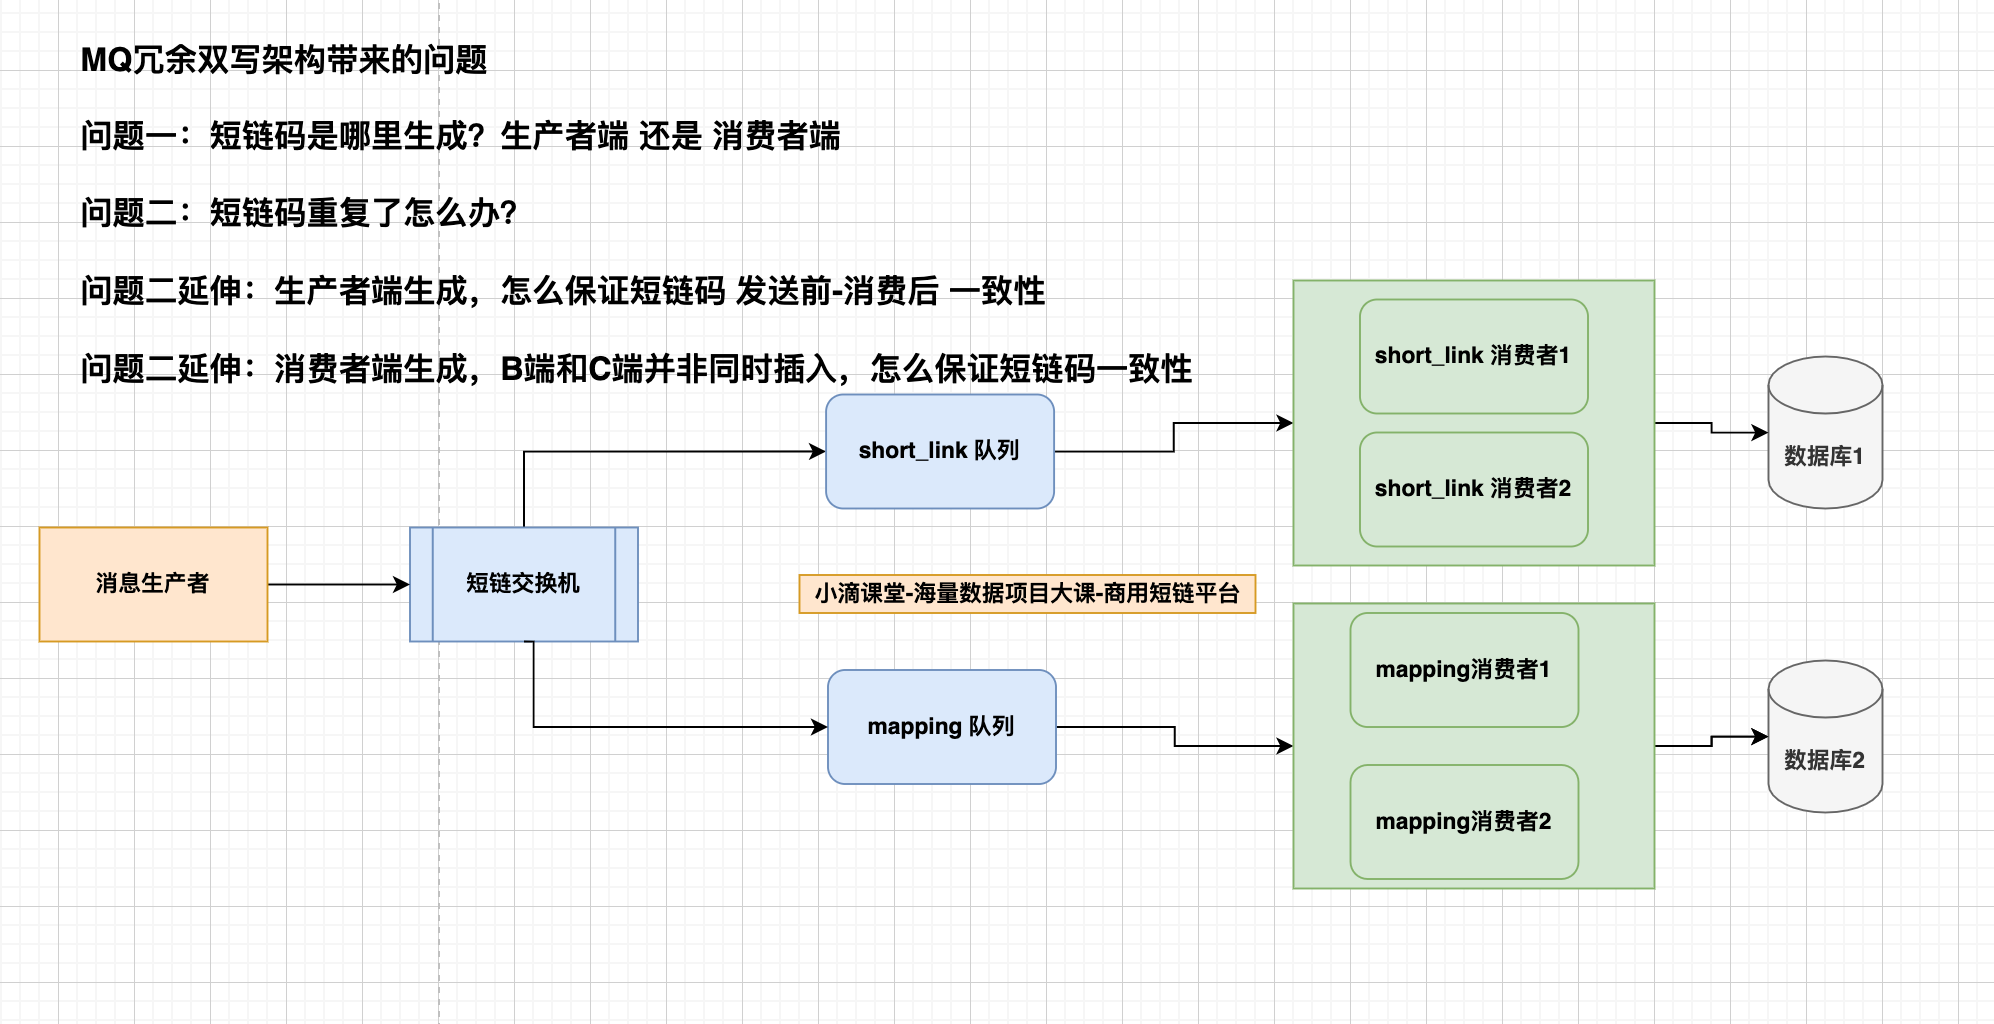 MQ冗余双写架构带来的问题
问题一：短链码是哪里生成？生产者端 还是 消费者端
问题二：短链码重复了怎么办？
问题二延伸：生产者端生成，怎么保证短链码 发送前-消费后 一致性
问题二延伸：消费者端生成，B端和C端并非同时插入，怎么保证短链码一致性
short_link 消费者1
short_link 队列
数据库1
short_link 消费者2
消息生产者
短链交换机
小滴课堂-海量数据项目大课-商用短链平台
mapping消费者1
mapping 队列
数据库2
mapping消费者2